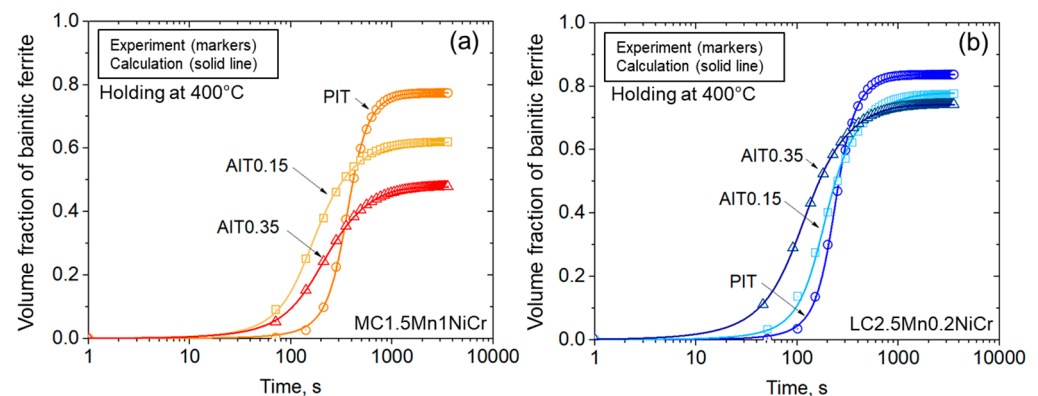 1.0
0.8
0.6
0.4
0.2
0.0
Volume fraction of bainitic ferrite
Experiment (markers)
Calculation (solid line)
Holding at 400°C
(a)
PIT
AIT0.15
AIT0.35
MC1.5Mn1NiCr
1 10 100 1000 10000
Time, s
1.0
0.8
0.6
0.4
0.2
0.0
Volume fraction of bainitic ferrite
Experiment (markers)
Calculation (solid line)
Holding at 400°C
(b)
AIT0.35
AIT0.15
PIT
LC2.5Mn0.2NiCr
1 10 100 1000 10000
Time, s